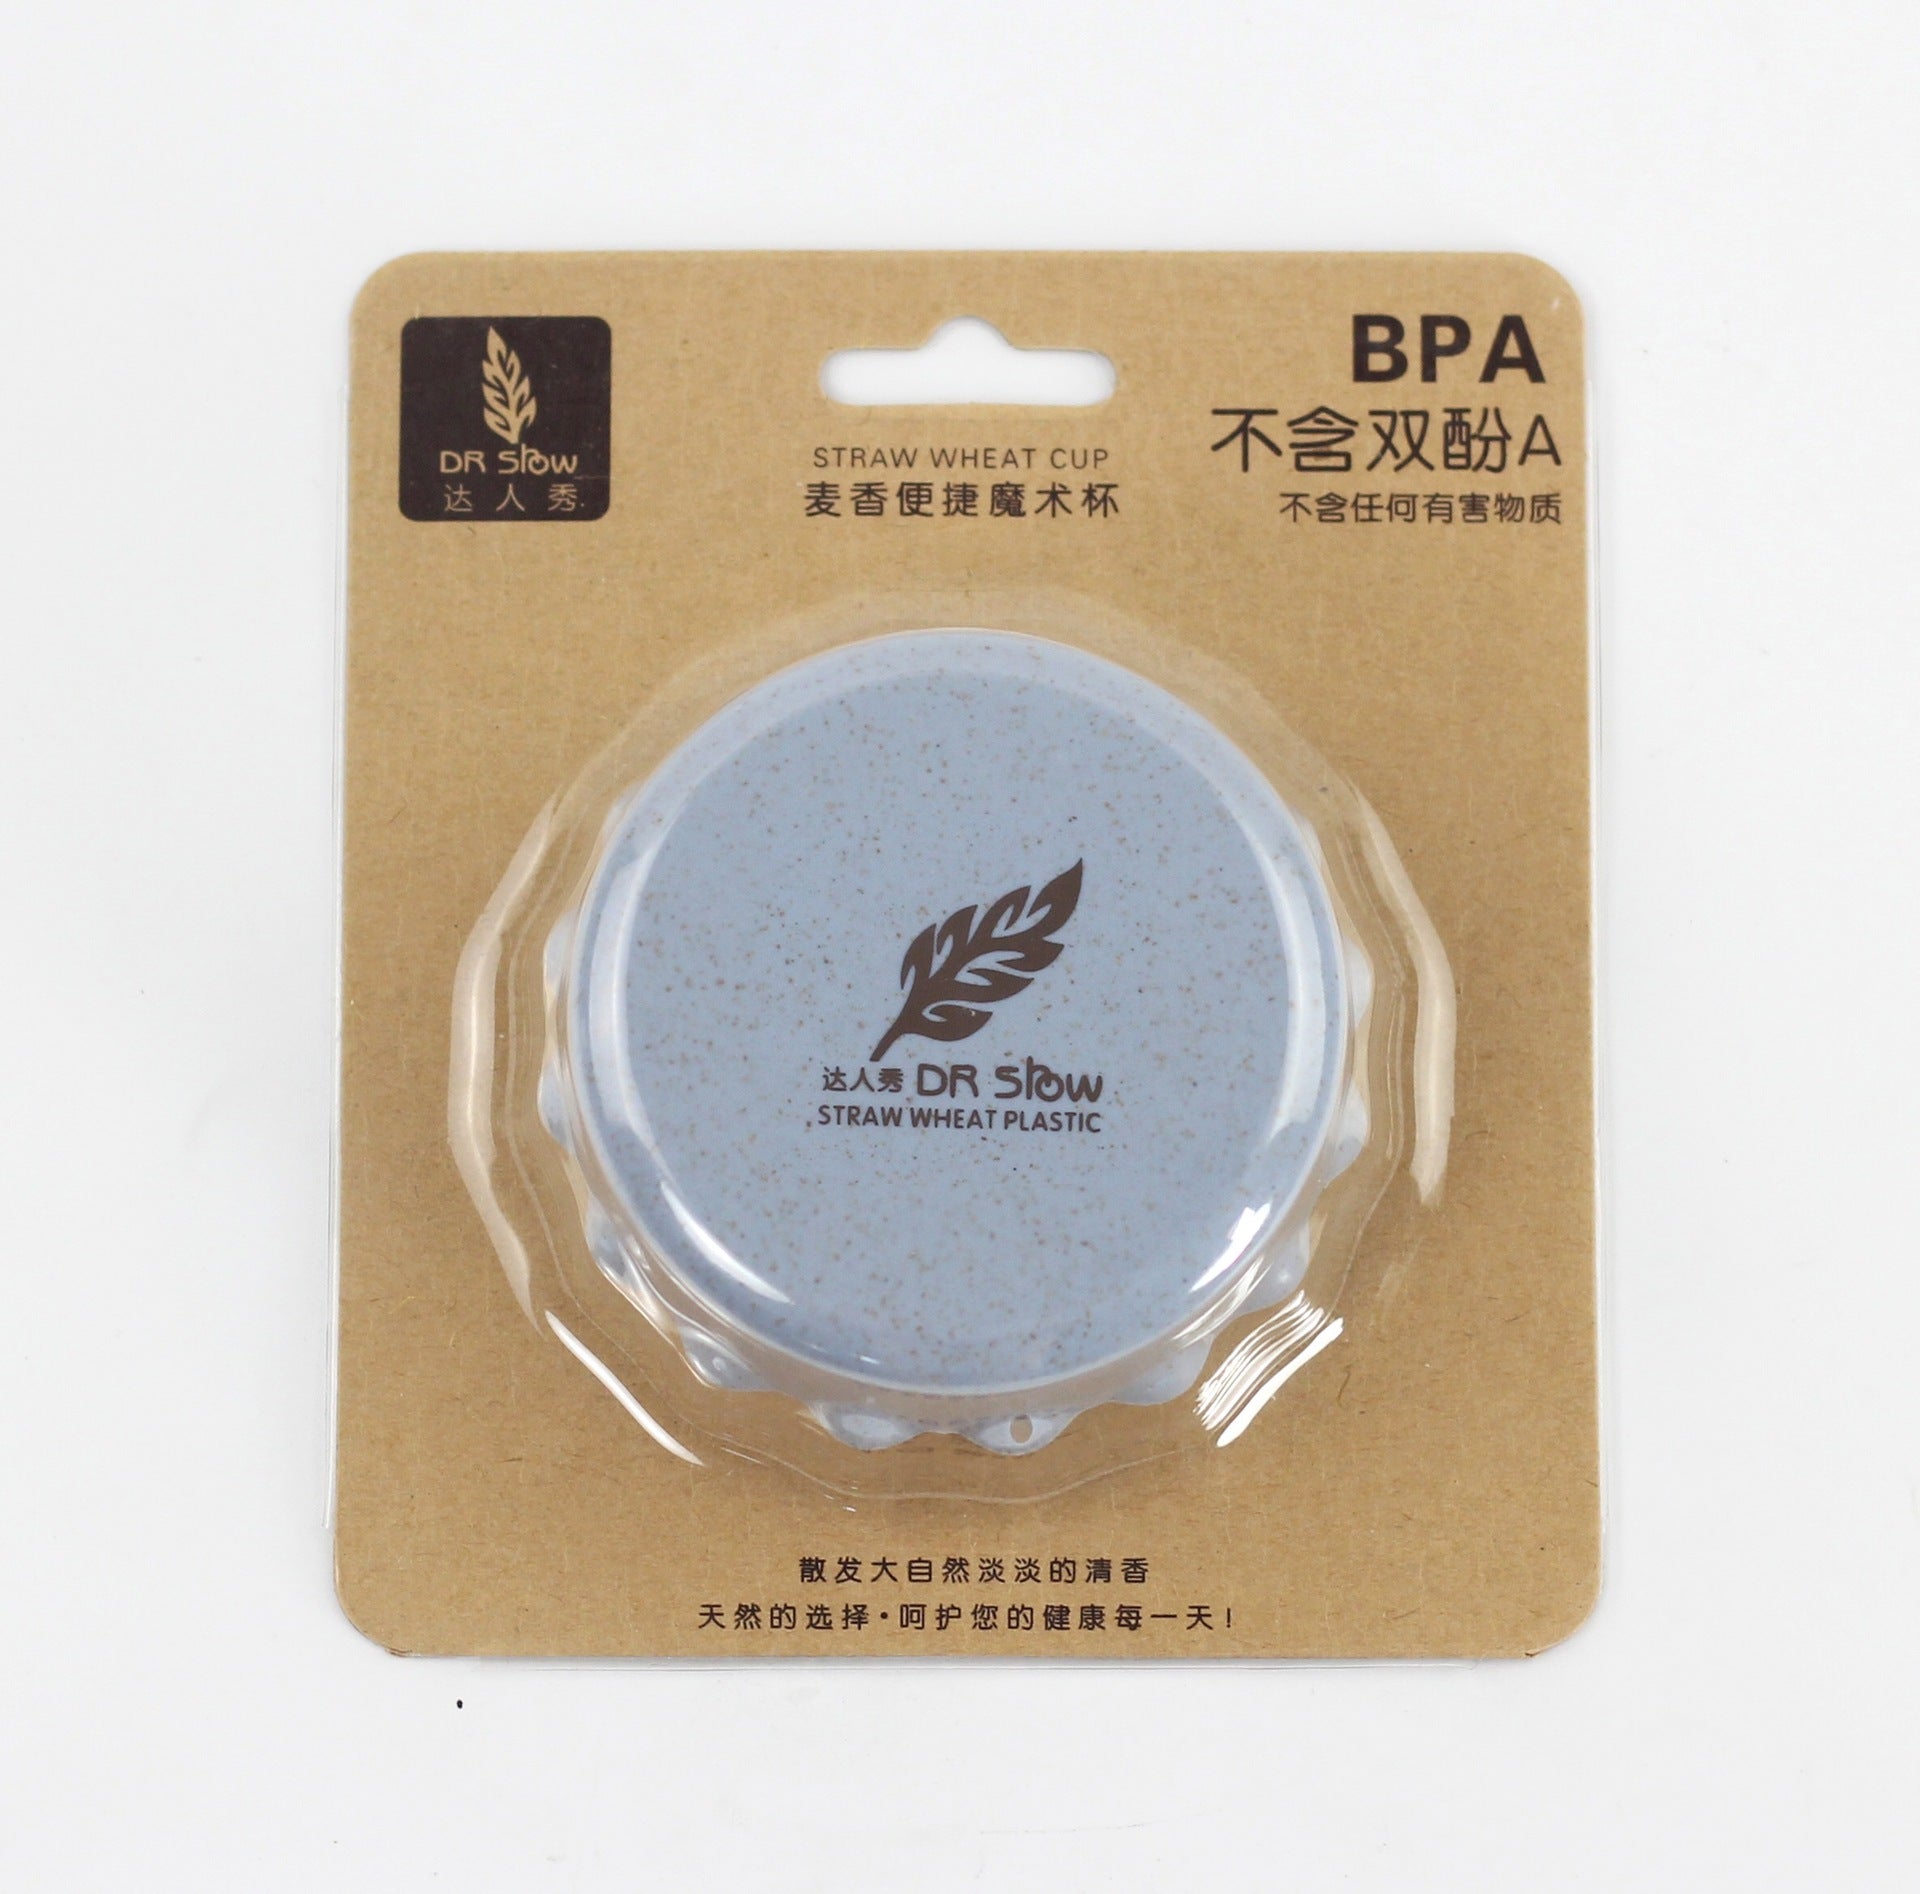 DR Show
达人秀
STRAW WHEAT CUP
麦香便捷魔术杯
BPA
不含双酚A
不含任何有害物质
达人秀 DR Show
STRAW WHEAT PLASTIC
散发大自然淡淡的清香
天然的选择·呵护您的健康每一天!